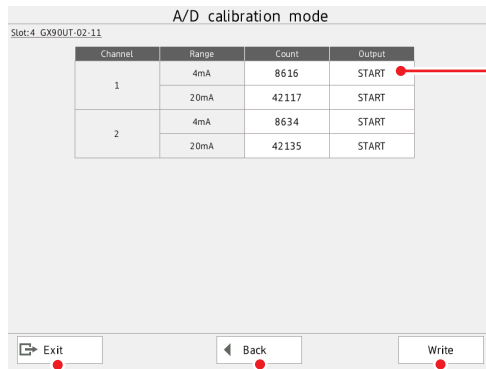 A/D calibration mode
Slot:4 GX90UT-02-11
Channel Range Count Output
1 4mA 8616 START
20mA 42117 START
2 4mA 8634 START
20mA 42135 START
Exit Back Write